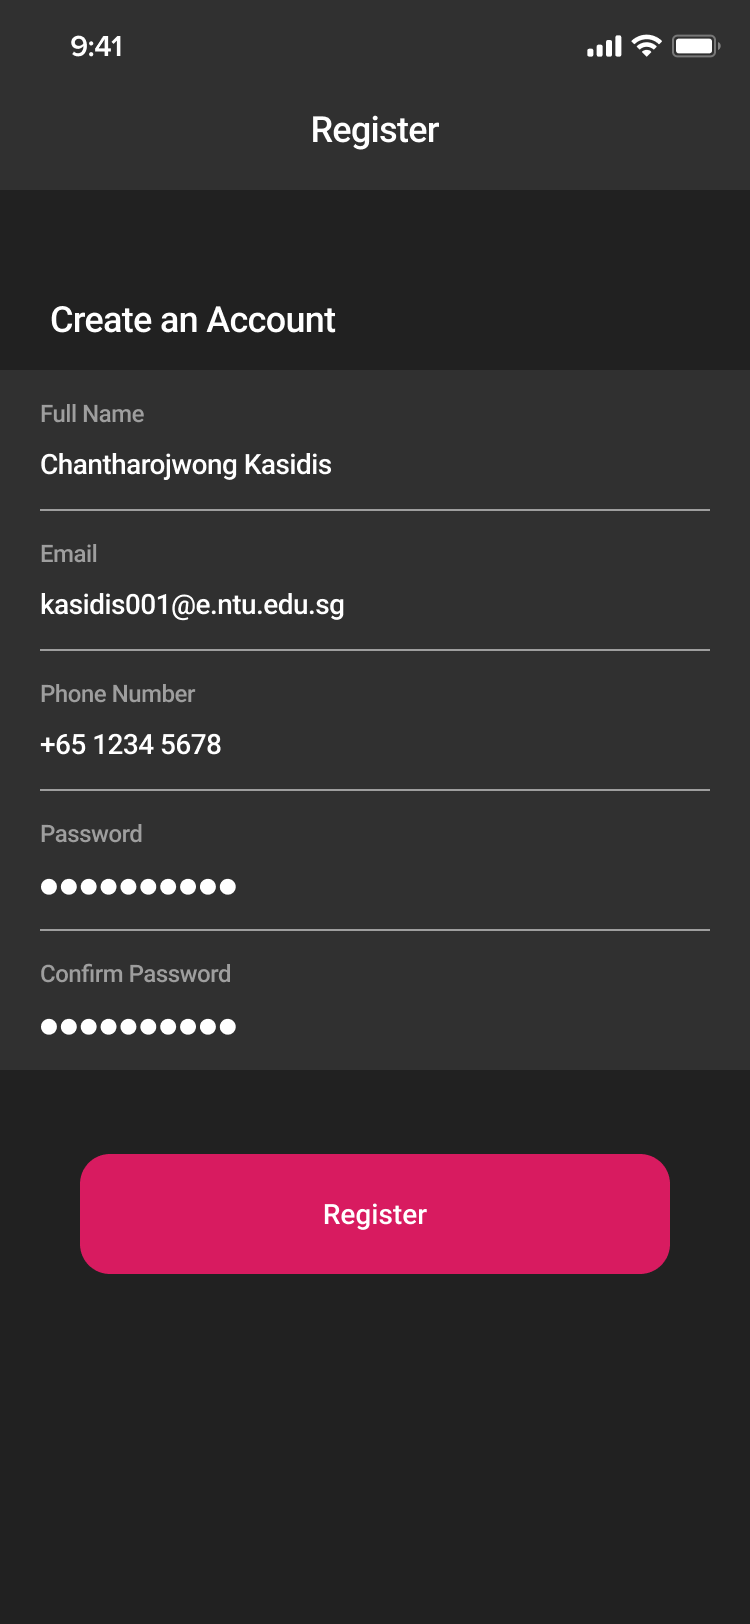 9:41
Register
Create an Account
Full Name
Chantharojwong Kasidis
Email
kasidis001@e.ntu.edu.sg
Phone Number
+65 1234 5678
Password
●●●●●●●●●●
Confirm Password
●●●●●●●●●●
Register